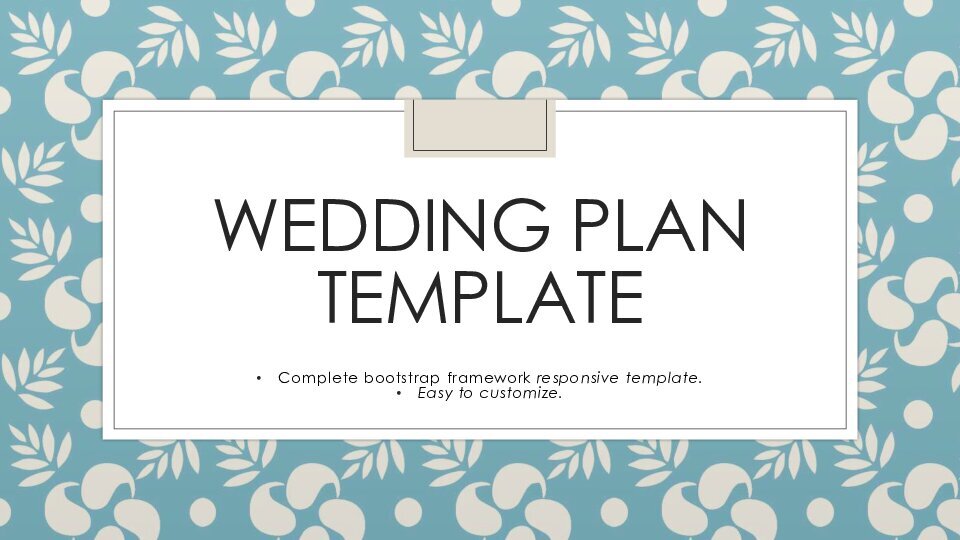 WEDDING PLAN
TEMPLATE
• Complete bootstrap framework responsive template.
• Easy to customize.